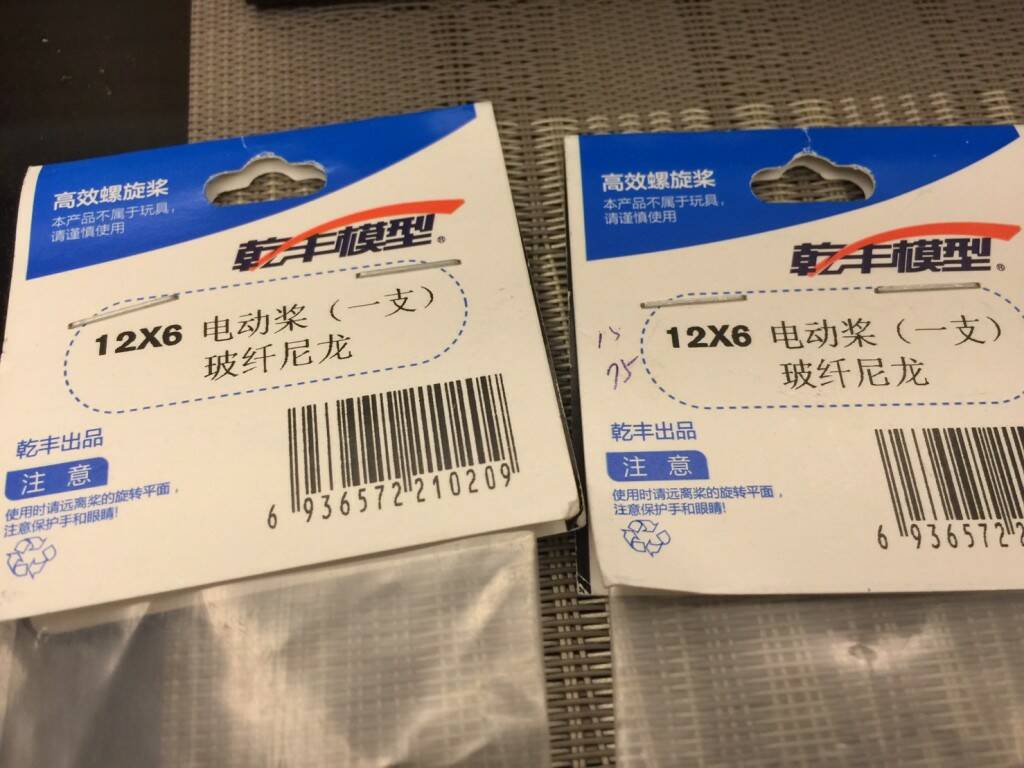 高效螺旋桨
本产品不属于玩具,
请谨慎使用
乾丰模型®
12X6 电动桨（一支）
玻纤尼龙
乾丰出品
注 意
使用时请远离桨的旋转平面，
注意保护手和眼睛!
6 936572 210209
高效螺旋桨
本产品不属于玩具,
请谨慎使用
乾丰模型®
15
75
12X6 电动桨（一支）
玻纤尼龙
乾丰出品
注 意
使用时请远离桨的旋转平面，
注意保护手和眼睛!
6 936572 2